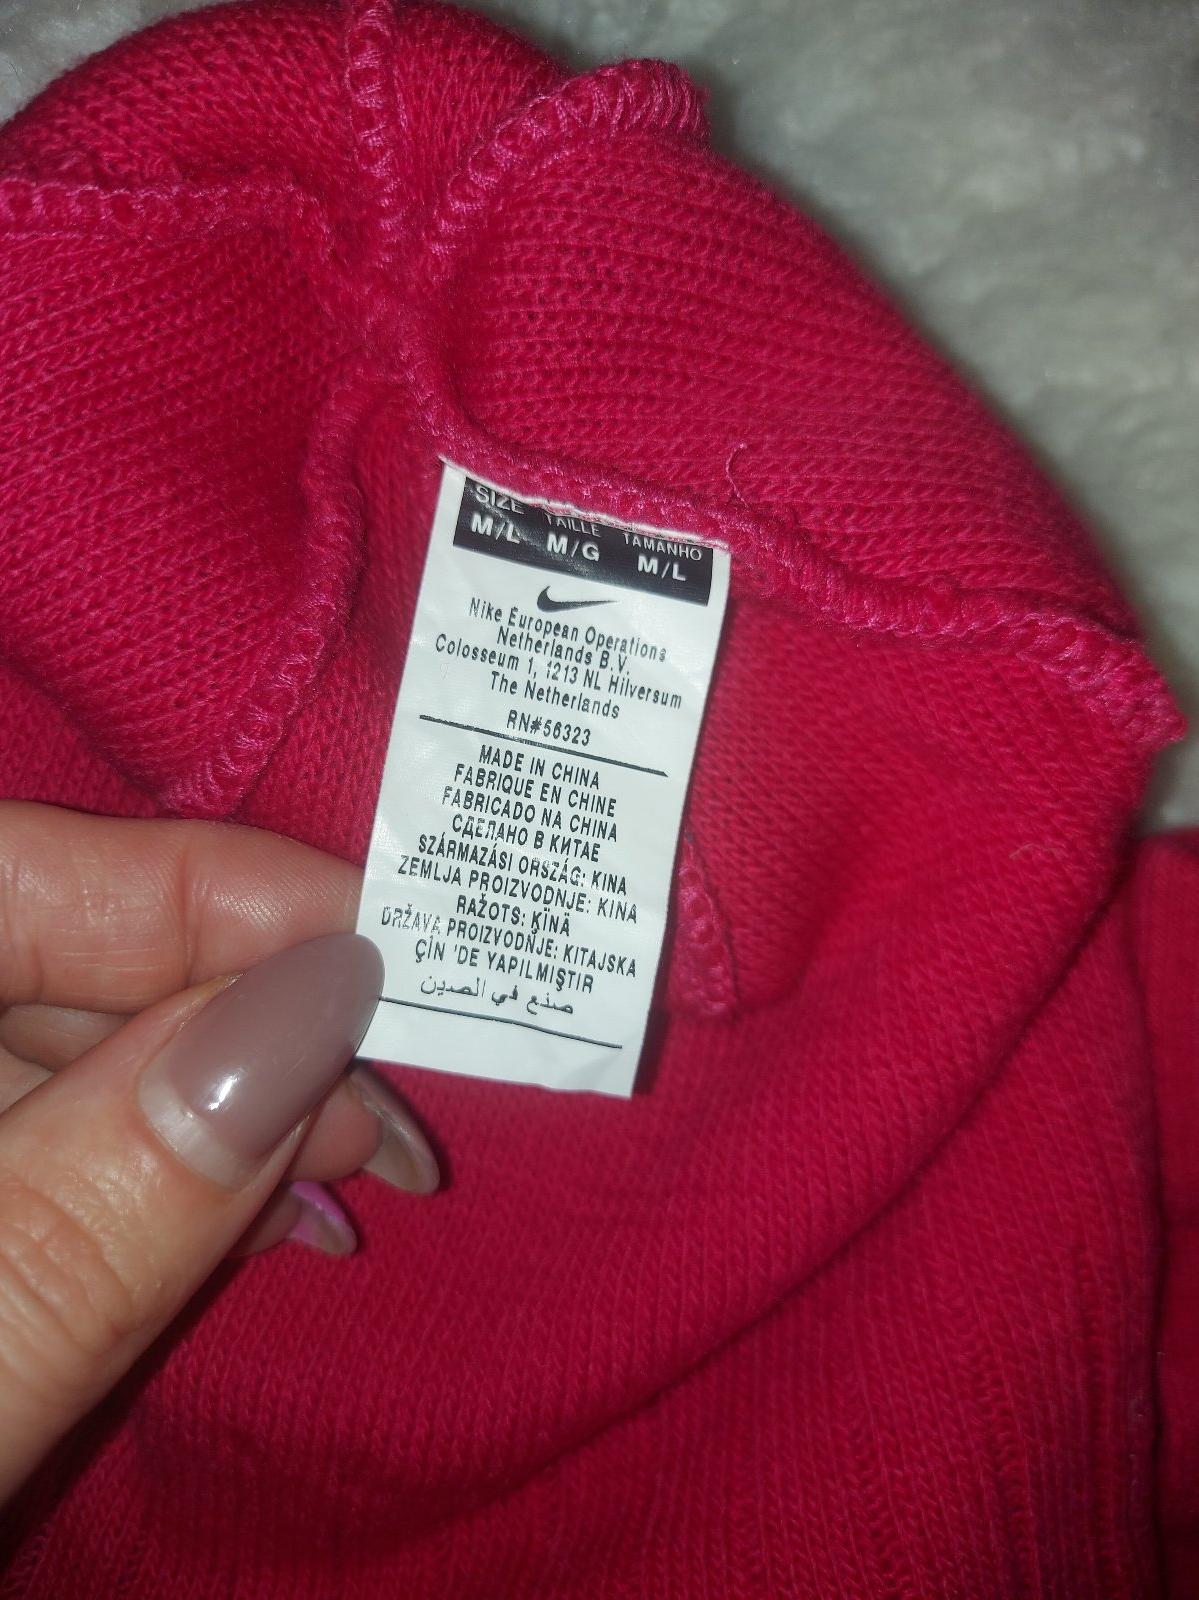 SIZE TAILLE TAMANHO
M/L M/G M/L
Nike European Operations
Netherlands B.V.
Colosseum 1, 1213 NL Hilversum
The Netherlands
RN#56323
MADE IN CHINA
FABRIQUE EN CHINE
FABRICADO NA CHINA
СДЕЛАНО В КИТАЕ
SZÁRMAZÁSI ORSZÁG: KINA
ZEMLJA PROIZVODNJE: KINA
RAŽOTS: ĶĪNĀ
DRŽAVA PROIZVODNJE: KITAJSKA
ÇİN 'DE YAPILMIŞTIR
صنع في الصين